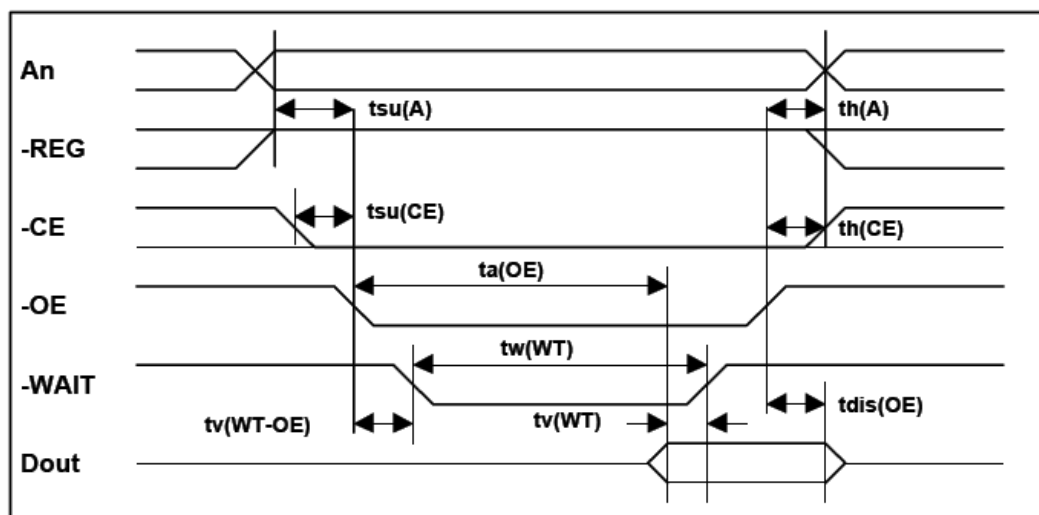 An
tsu(A)
th(A)
-REG
tsu(CE)
-CE
th(CE)
ta(OE)
-OE
tw(WT)
-WAIT
tdis(OE)
tv(WT-OE)
tv(WT)
Dout